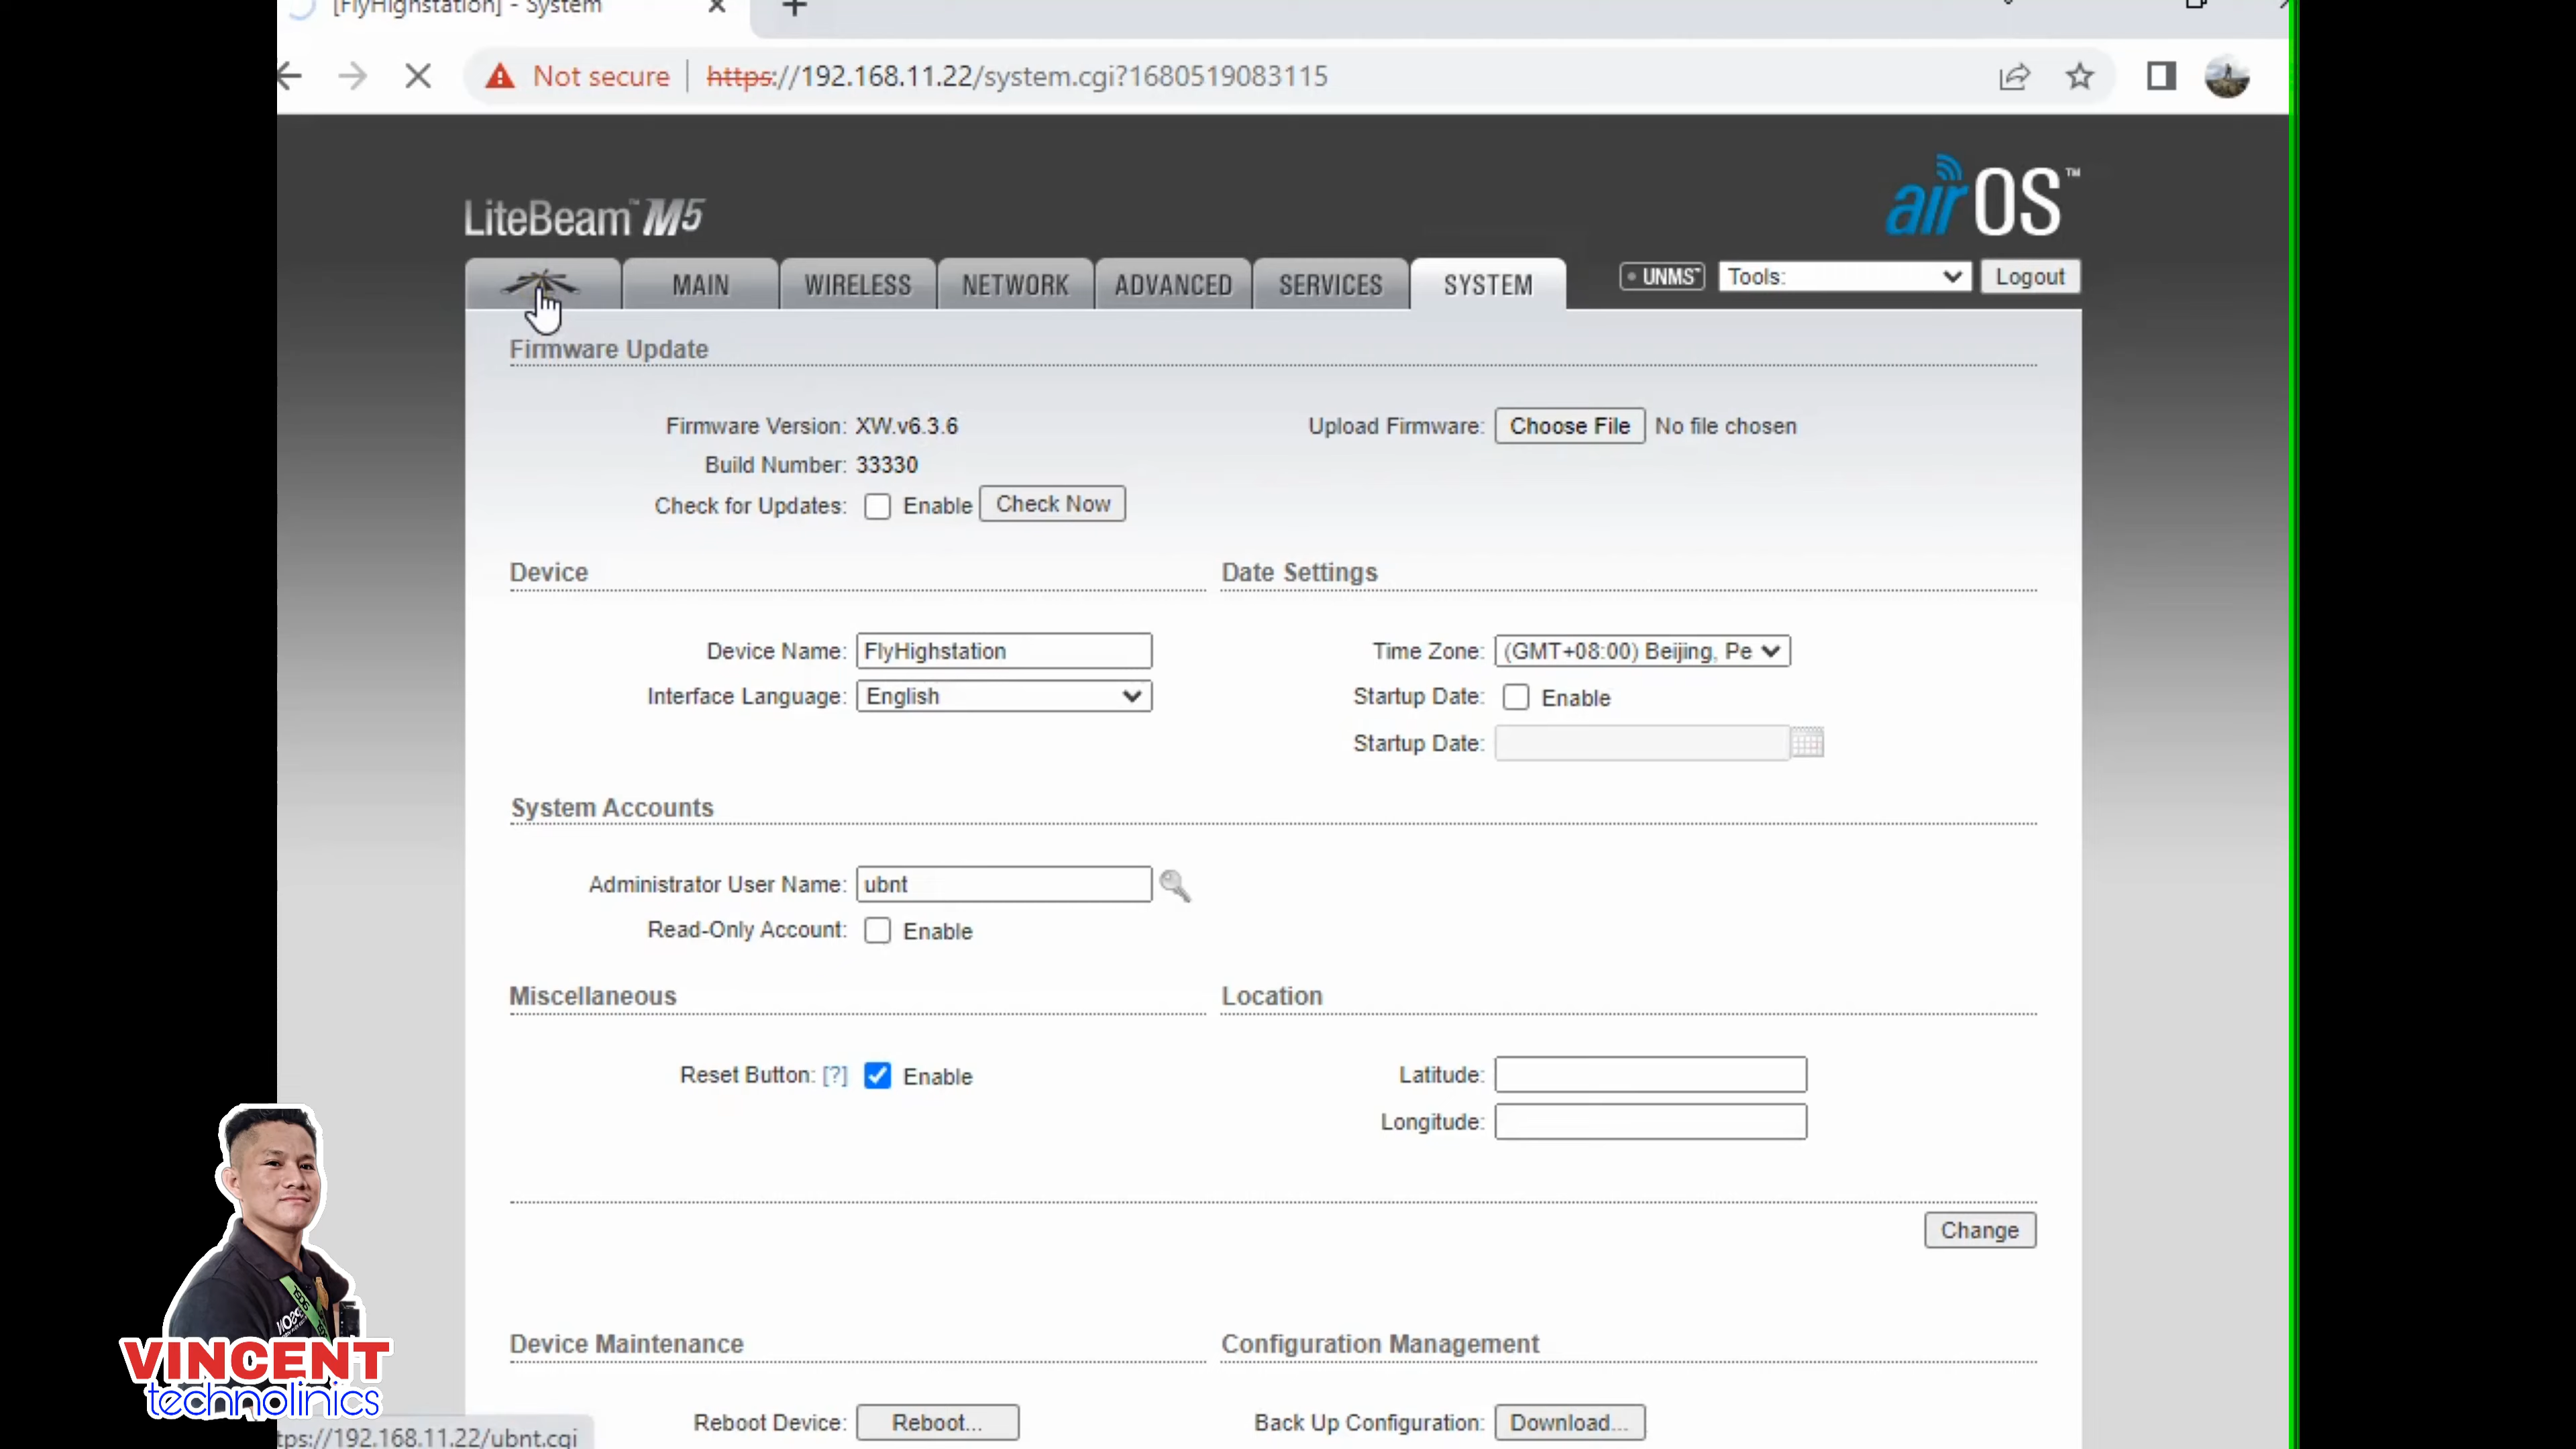 [FlyHighstation] - System
Not secure https://192.168.11.22/system.cgi?1680519083115
LiteBeam™ M5
airOS™
MAIN WIRELESS NETWORK ADVANCED SERVICES SYSTEM UNMS™ Tools: Logout
Firmware Update
Firmware Version: XW.v6.3.6 Upload Firmware: Choose File No file chosen
Build Number: 33330
Check for Updates: Enable Check Now
Device Date Settings
Device Name: FlyHighstation Time Zone: (GMT+08:00) Beijing, Pe
Interface Language: English Startup Date: Enable
Startup Date:
System Accounts
Administrator User Name: ubnt
Read-Only Account: Enable
Miscellaneous Location
Reset Button: [?] Enable Latitude:
Longitude:
Change
Device Maintenance Configuration Management
Reboot Device: Reboot... Back Up Configuration: Download...
VINCENT
technolinics
tps://192.168.11.22/ubnt.cgi